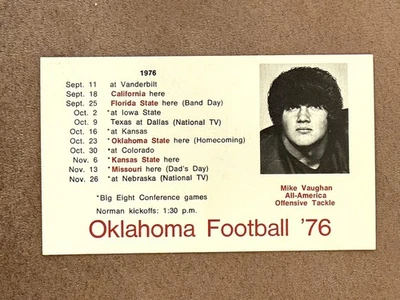 1976
Sept. 11 at Vanderbilt
Sept. 18 California here
Sept. 25 Florida State here (Band Day)
Oct. 2 *at Iowa State
Oct. 9 Texas at Dallas (National TV)
Oct. 16 *at Kansas
Oct. 23 *Oklahoma State here (Homecoming)
Oct. 30 *at Colorado
Nov. 6 *Kansas State here
Nov. 13 *Missouri here (Dad's Day)
Nov. 26 *at Nebraska (National TV)
*Big Eight Conference games
Norman kickoffs: 1:30 p.m.
Mike Vaughan
All-America
Offensive Tackle
Oklahoma Football '76